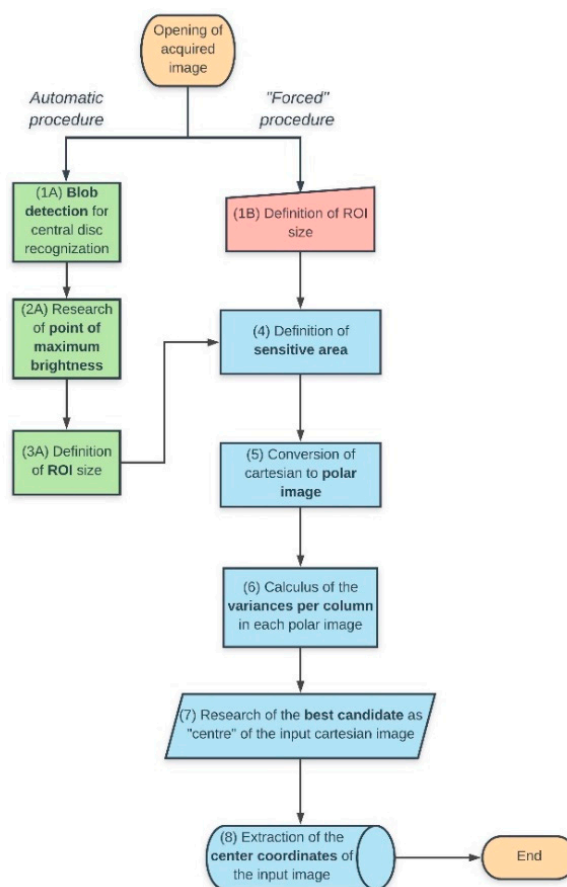 Opening of
acquired
image
Automatic
procedure
"Forced"
procedure
(1A) Blob
detection for
central disc
recognization
(1B) Definition of ROI
size
(2A) Research
of point of
maximum
brightness
(4) Definition of
sensitive area
(3A) Definition
of ROI size
(5) Conversion of
cartesian to polar
image
(6) Calculus of the
variances per column
in each polar image
(7) Research of the best candidate as
"centre" of the input cartesian image
(8) Extraction of the
center coordinates of
the input image
End